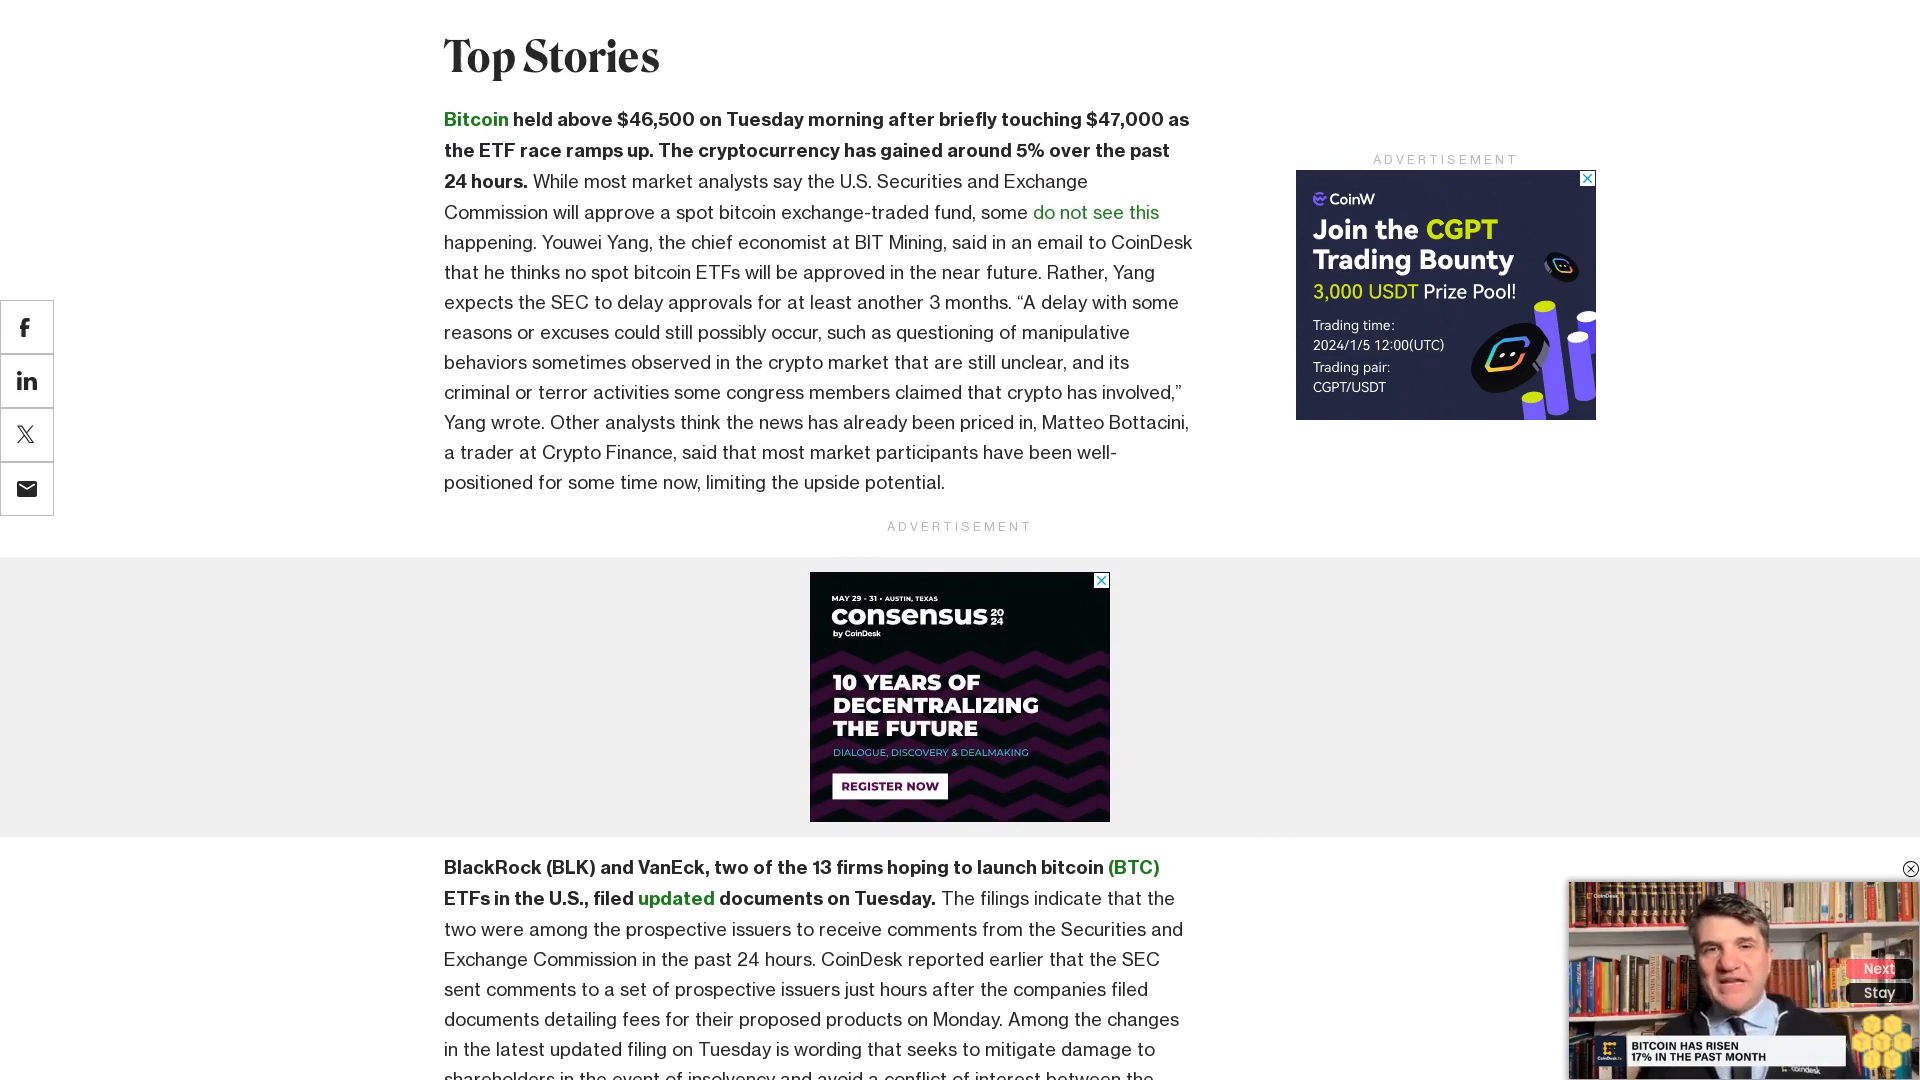 Top Stories
Bitcoin held above $46,500 on Tuesday morning after briefly touching $47,000 as
the ETF race ramps up. The cryptocurrency has gained around 5% over the past
24 hours. While most market analysts say the U.S. Securities and Exchange
Commission will approve a spot bitcoin exchange-traded fund, some do not see this
happening. Youwei Yang, the chief economist at BIT Mining, said in an email to CoinDesk
that he thinks no spot bitcoin ETFs will be approved in the near future. Rather, Yang
expects the SEC to delay approvals for at least another 3 months. “A delay with some
reasons or excuses could still possibly occur, such as questioning of manipulative
behaviors sometimes observed in the crypto market that are still unclear, and its
criminal or terror activities some congress members claimed that crypto has involved,”
Yang wrote. Other analysts think the news has already been priced in, Matteo Bottacini,
a trader at Crypto Finance, said that most market participants have been well-
positioned for some time now, limiting the upside potential.
ADVERTISEMENT
CoinW
Join the CGPT
Trading Bounty
3,000 USDT Prize Pool!
Trading time:
2024/1/5 12:00(UTC)
Trading pair:
CGPT/USDT
ADVERTISEMENT
MAY 29 - 31 • AUSTIN, TEXAS
consensus 2024
by CoinDesk
10 YEARS OF
DECENTRALIZING
THE FUTURE
DIALOGUE, DISCOVERY & DEALMAKING
REGISTER NOW
BlackRock (BLK) and VanEck, two of the 13 firms hoping to launch bitcoin (BTC)
ETFs in the U.S., filed updated documents on Tuesday. The filings indicate that the
two were among the prospective issuers to receive comments from the Securities and
Exchange Commission in the past 24 hours. CoinDesk reported earlier that the SEC
sent comments to a set of prospective issuers just hours after the companies filed
documents detailing fees for their proposed products on Monday. Among the changes
in the latest updated filing on Tuesday is wording that seeks to mitigate damage to
shareholders in the event of insolvency and avoid a conflict of interest between the
Next
Stay
BITCOIN HAS RISEN
17% IN THE PAST MONTH
coindesk